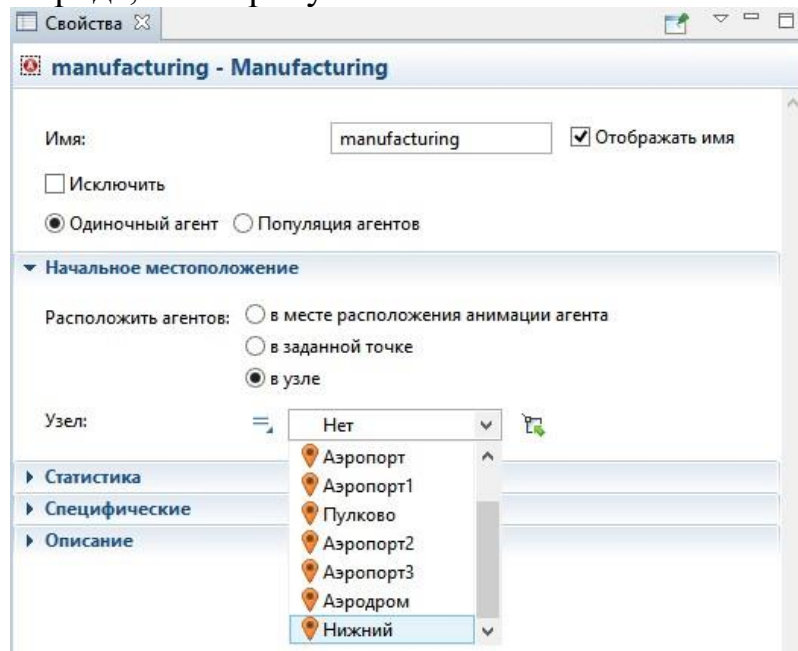 Свойства
manufacturing - Manufacturing
Имя: manufacturing Отображать имя
Исключить
Одиночный агент Популяция агентов
Начальное местоположение
Расположить агентов: в месте расположения анимации агента
в заданной точке
в узле
Узел: Нет
Аэропорт
Статистика
Аэропорт1
Специфические
Пулково
Описание
Аэропорт2
Аэропорт3
Аэродром
Нижний